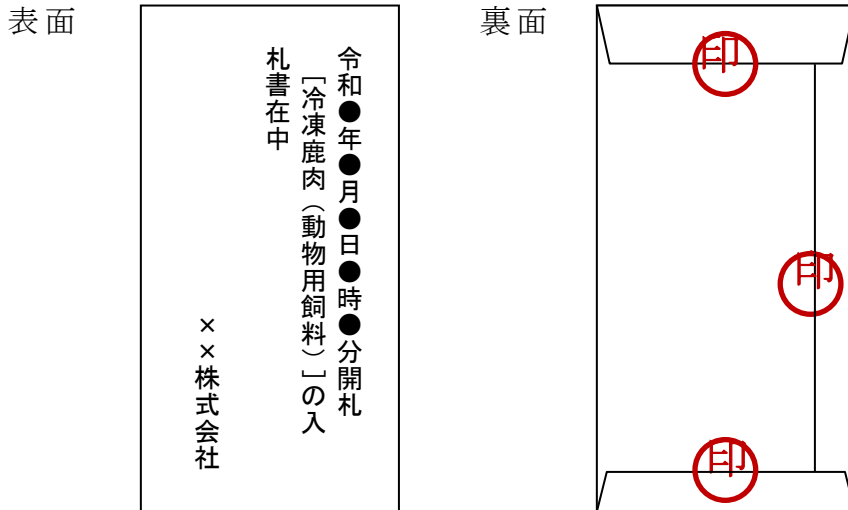 表面
令和●年●月●日●時●分開札
［冷凍鹿肉（動物用飼料）］の入
札書在中
××株式会社
裏面
印
印
印